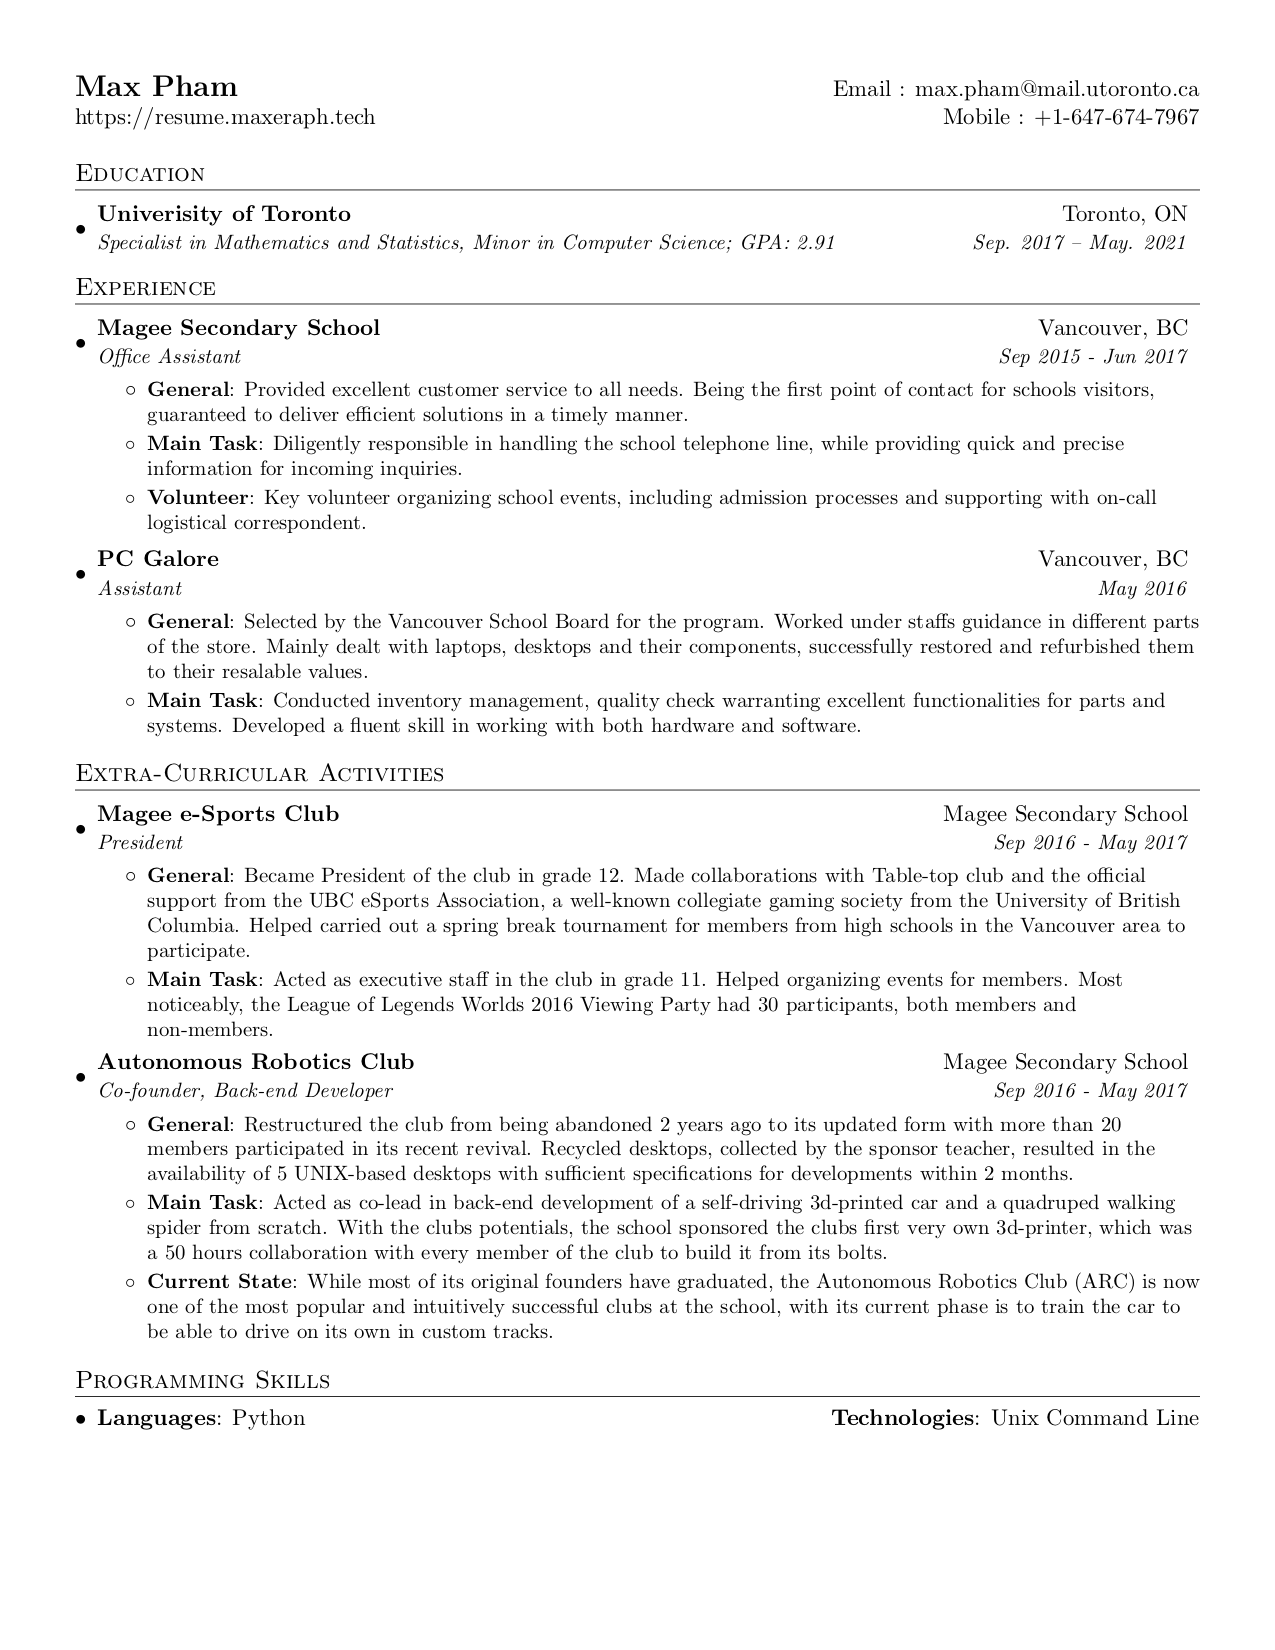 Max Pham Email : max.pham@mail.utoronto.ca
https://resume.maxeraph.tech Mobile : +1-647-674-7967
Education
• Univerisity of Toronto Toronto, ON
Specialist in Mathematics and Statistics, Minor in Computer Science; GPA: 2.91 Sep. 2017 – May. 2021
Experience
• Magee Secondary School Vancouver, BC
Office Assistant Sep 2015 - Jun 2017
◦ General: Provided excellent customer service to all needs. Being the first point of contact for schools visitors,
guaranteed to deliver efficient solutions in a timely manner.
◦ Main Task: Diligently responsible in handling the school telephone line, while providing quick and precise
information for incoming inquiries.
◦ Volunteer: Key volunteer organizing school events, including admission processes and supporting with on-call
logistical correspondent.
• PC Galore Vancouver, BC
Assistant May 2016
◦ General: Selected by the Vancouver School Board for the program. Worked under staffs guidance in different parts
of the store. Mainly dealt with laptops, desktops and their components, successfully restored and refurbished them
to their resalable values.
◦ Main Task: Conducted inventory management, quality check warranting excellent functionalities for parts and
systems. Developed a fluent skill in working with both hardware and software.
Extra-Curricular Activities
• Magee e-Sports Club Magee Secondary School
President Sep 2016 - May 2017
◦ General: Became President of the club in grade 12. Made collaborations with Table-top club and the official
support from the UBC eSports Association, a well-known collegiate gaming society from the University of British
Columbia. Helped carried out a spring break tournament for members from high schools in the Vancouver area to
participate.
◦ Main Task: Acted as executive staff in the club in grade 11. Helped organizing events for members. Most
noticeably, the League of Legends Worlds 2016 Viewing Party had 30 participants, both members and
non-members.
• Autonomous Robotics Club Magee Secondary School
Co-founder, Back-end Developer Sep 2016 - May 2017
◦ General: Restructured the club from being abandoned 2 years ago to its updated form with more than 20
members participated in its recent revival. Recycled desktops, collected by the sponsor teacher, resulted in the
availability of 5 UNIX-based desktops with sufficient specifications for developments within 2 months.
◦ Main Task: Acted as co-lead in back-end development of a self-driving 3d-printed car and a quadruped walking
spider from scratch. With the clubs potentials, the school sponsored the clubs first very own 3d-printer, which was
a 50 hours collaboration with every member of the club to build it from its bolts.
◦ Current State: While most of its original founders have graduated, the Autonomous Robotics Club (ARC) is now
one of the most popular and intuitively successful clubs at the school, with its current phase is to train the car to
be able to drive on its own in custom tracks.
Programming Skills
• Languages: Python Technologies: Unix Command Line